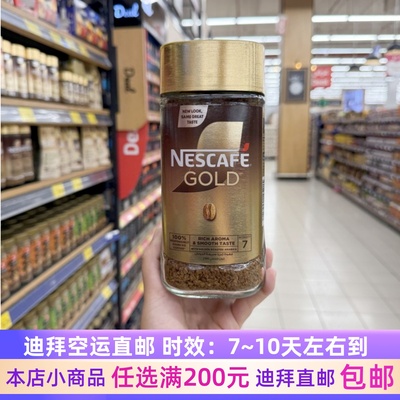 Deal
De
NEW LOOK,
SAME GREAT
TASTE
NESCAFÉ
GOLD
100%
RICH AROMA
& SMOOTH TASTE
7
迪拜空运直邮 时效：7~10天左右到
本店小商品 任选满200元 迪拜直邮 包邮